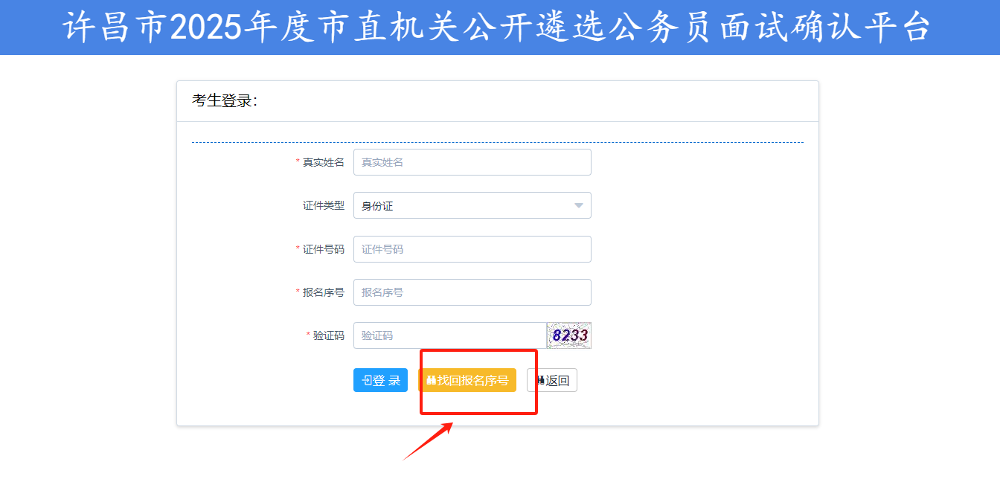 许昌市2025年度市直机关公开遴选公务员面试确认平台
考生登录：
* 真实姓名 真实姓名
证件类型 身份证
* 证件号码 证件号码
* 报名序号 报名序号
* 验证码 验证码 8233
登 录 找回报名序号 返回